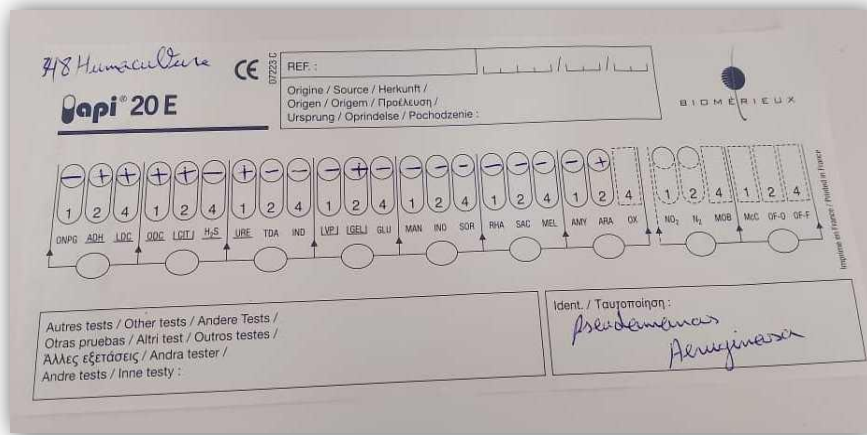 348 Humaculture
CE
07223 C
REF. :
api® 20 E
Origine / Source / Herkunft /
Origen / Origem / Προέλευση /
Ursprung / Oprindelse / Pochodzenie :
BIOMÉRIEUX
− + + + + − + − − − + − − − − − − − − +
1 2 4 1 2 4 1 2 4 1 2 4 1 2 4 1 2 4 1 2 4 1 2 4 1 2 4
ONPG ADH LDC ODC |CIT| H₂S URE TDA IND |VP| |GEL| GLU MAN INO SOR RHA SAC MEL AMY ARA OX NO₂ N₂ MOB McC OF-O OF-F
Imprimé en France / Printed in France
Autres tests / Other tests / Andere Tests /
Otras pruebas / Altri test / Outros testes /
Άλλες εξετάσεις / Andra tester /
Andre tests / Inne testy :
Ident. / Ταυτοποίηση :
Pseudamanas
Aeruginasa